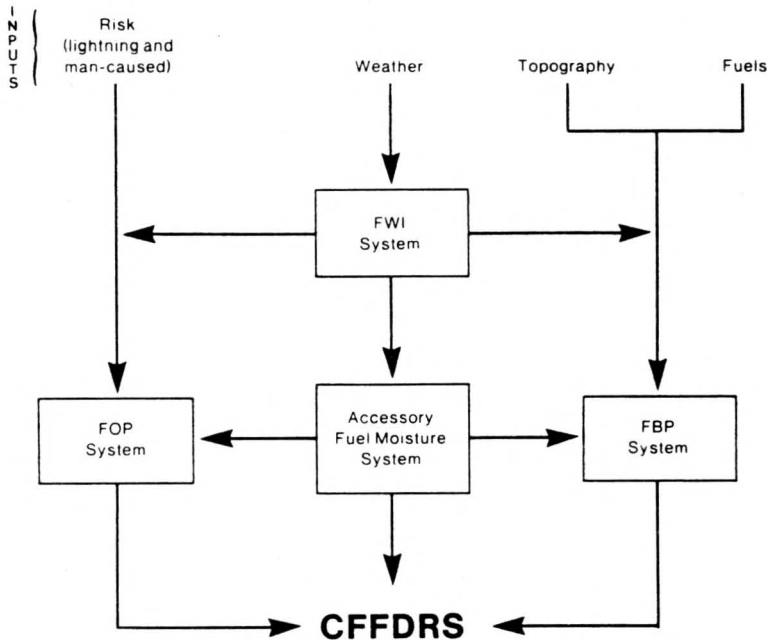 INPUTS
Risk
(lightning and
man-caused)
Weather
Topography
Fuels
FWI
System
FOP
System
Accessory
Fuel Moisture
System
FBP
System
CFFDRS